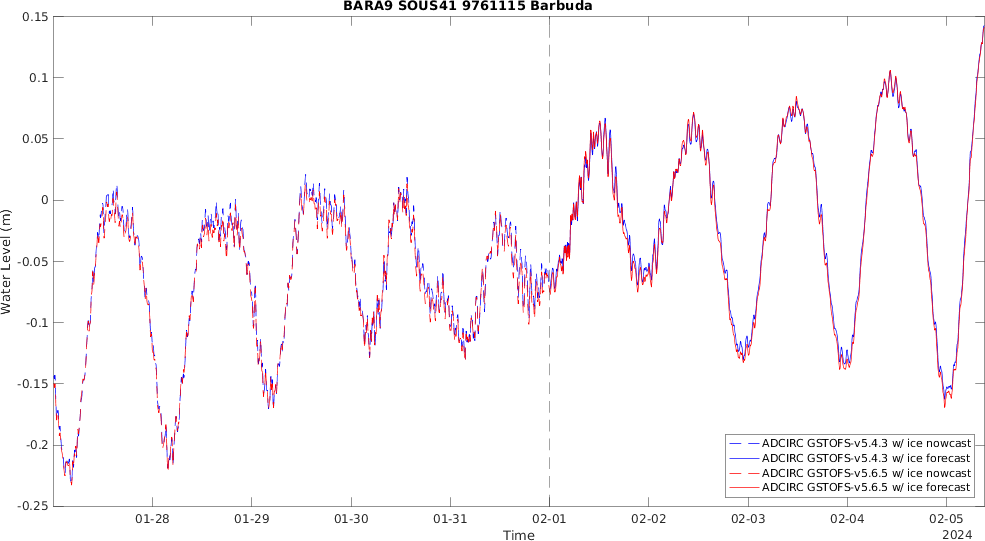 BARA9 SOUS41 9761115 Barbuda
0.15
0.1
0.05
0
-0.05
-0.1
-0.15
-0.2
-0.25
Water Level (m)
ADCIRC GSTOFS-v5.4.3 w/ ice nowcast
ADCIRC GSTOFS-v5.4.3 w/ ice forecast
ADCIRC GSTOFS-v5.6.5 w/ ice nowcast
ADCIRC GSTOFS-v5.6.5 w/ ice forecast
01-28 01-29 01-30 01-31 02-01 02-02 02-03 02-04 02-05
Time
2024